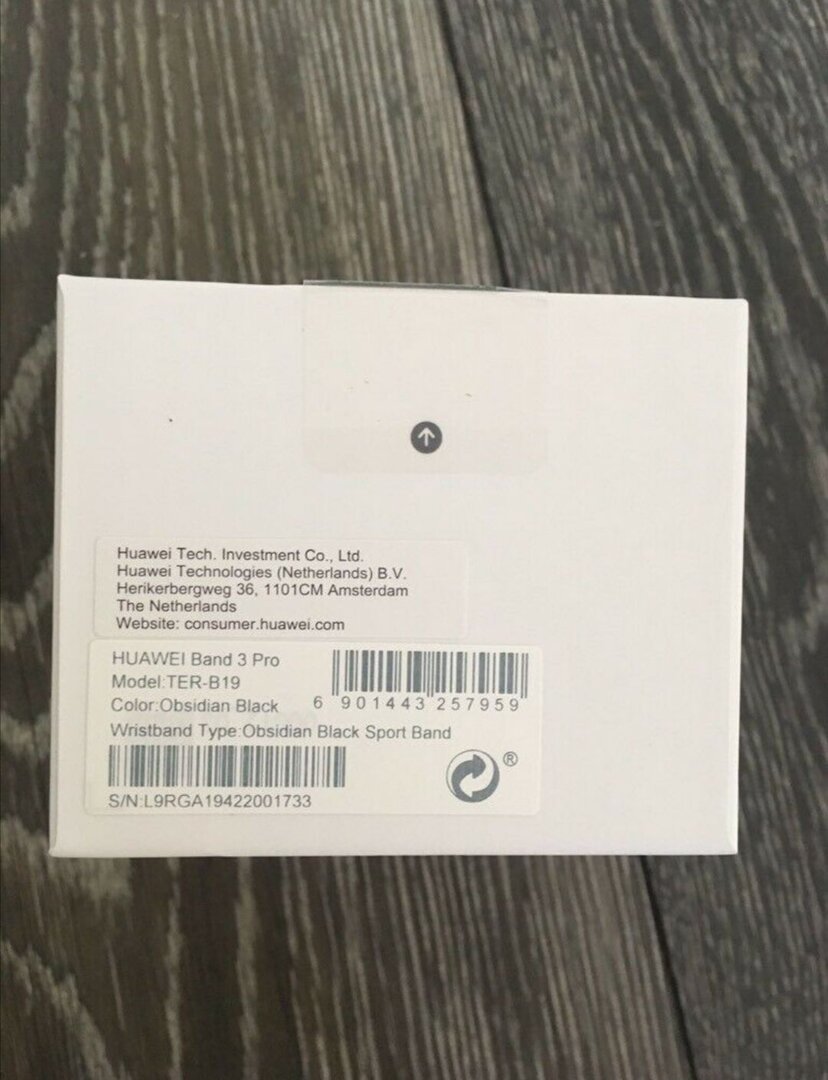 Huawei Tech. Investment Co., Ltd.
Huawei Technologies (Netherlands) B.V.
Herikerbergweg 36, 1101CM Amsterdam
The Netherlands
Website: consumer.huawei.com
HUAWEI Band 3 Pro
Model:TER-B19
Color:Obsidian Black
6 901443 257959
Wristband Type:Obsidian Black Sport Band
®
S/N:L9RGA19422001733